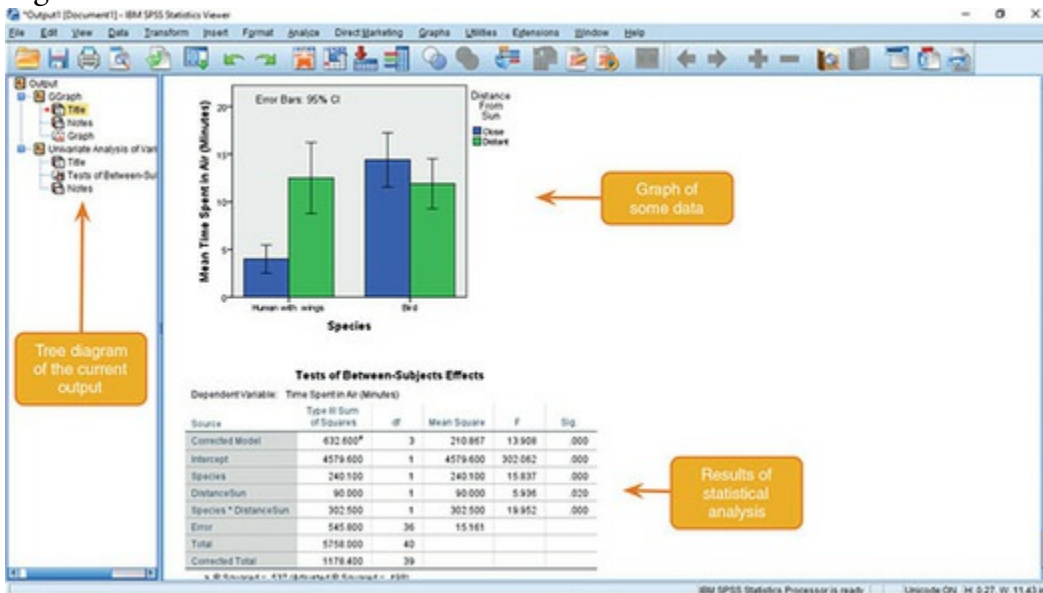 *Output1 [Document1] - IBM SPSS Statistics Viewer
File Edit View Data Transform Insert Format Analyze Direct Marketing Graphs Utilities Extensions Window Help
Output
GGraph
Title
Notes
Graph
Univariate Analysis of Vari
Title
Tests of Between-Sub
Notes
Tree diagram
of the current
output
Error Bars: 95% CI
Distance
From
Sun
Close
Distant
Mean Time Spent in Air (Minutes)
20
15
10
5
0
Human with wings Bird
Species
Graph of
some data
Tests of Between-Subjects Effects
Dependent Variable: Time Spent in Air (Minutes)
Source Type III Sum of Squares df Mean Square F Sig.
Corrected Model 632.600a 3 210.867 13.908 .000
Intercept 4579.600 1 4579.600 302.062 .000
Species 240.100 1 240.100 15.837 .000
DistanceSun 90.000 1 90.000 5.936 .020
Species * DistanceSun 302.500 1 302.500 19.952 .000
Error 545.800 36 15.161
Total 5758.000 40
Corrected Total 1178.400 39
Results of
statistical
analysis
IBM SPSS Statistics Processor is ready Unicode:ON H: 0.27, W: 11.43